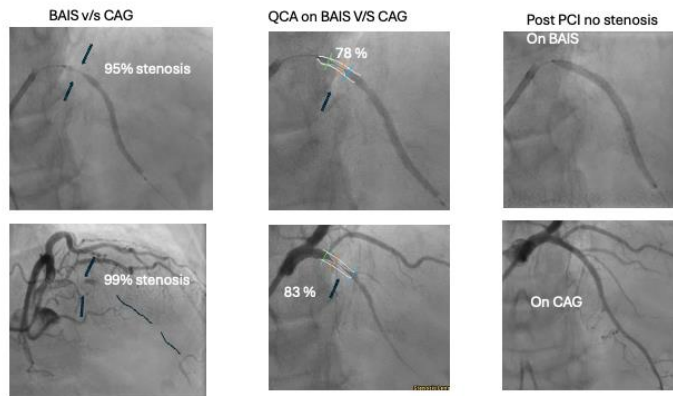 BAIS v/s CAG
QCA on BAIS V/S CAG
Post PCI no stenosis
On BAIS
95% stenosis
78 %
99% stenosis
83 %
On CAG